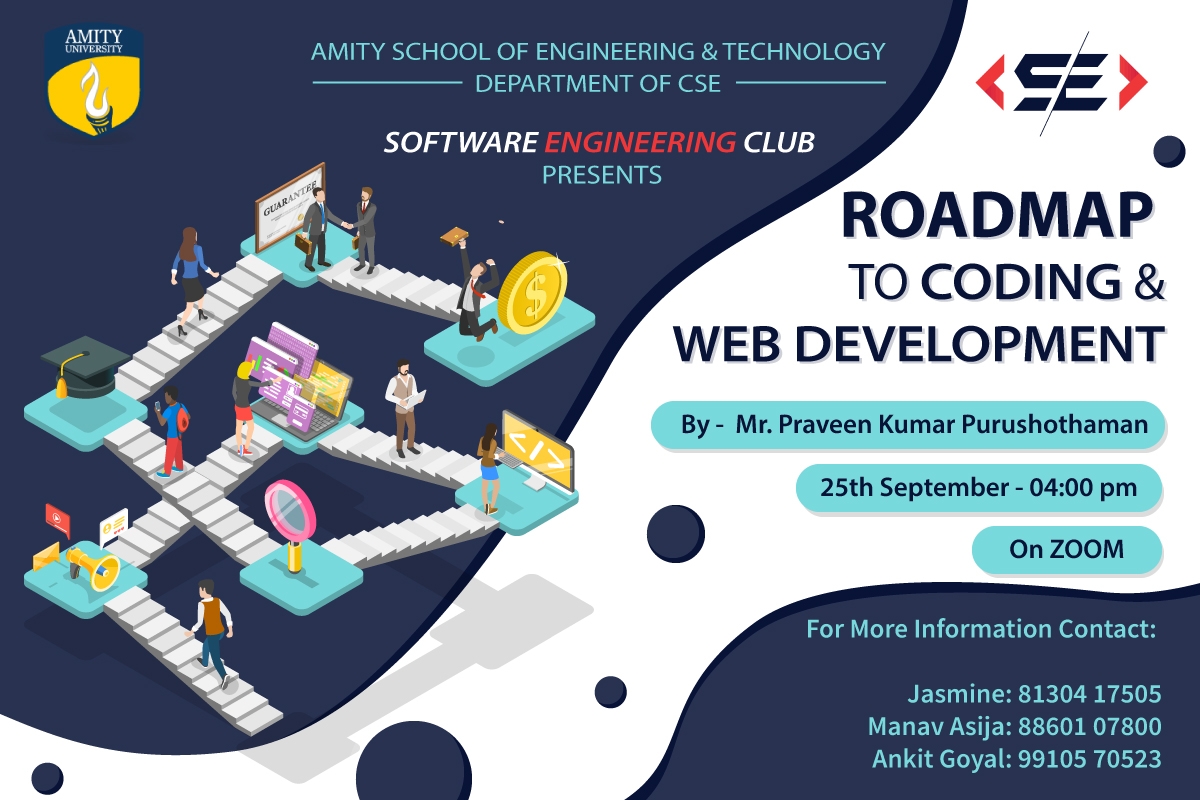 AMITY
UNIVERSITY
AMITY SCHOOL OF ENGINEERING & TECHNOLOGY
DEPARTMENT OF CSE
SOFTWARE ENGINEERING CLUB
PRESENTS
SE
ROADMAP
TO CODING &
WEB DEVELOPMENT
By - Mr. Praveen Kumar Purushothaman
25th September - 04:00 pm
On ZOOM
GUARANTEE
$
</>
For More Information Contact:
Jasmine: 81304 17505
Manav Asija: 88601 07800
Ankit Goyal: 99105 70523